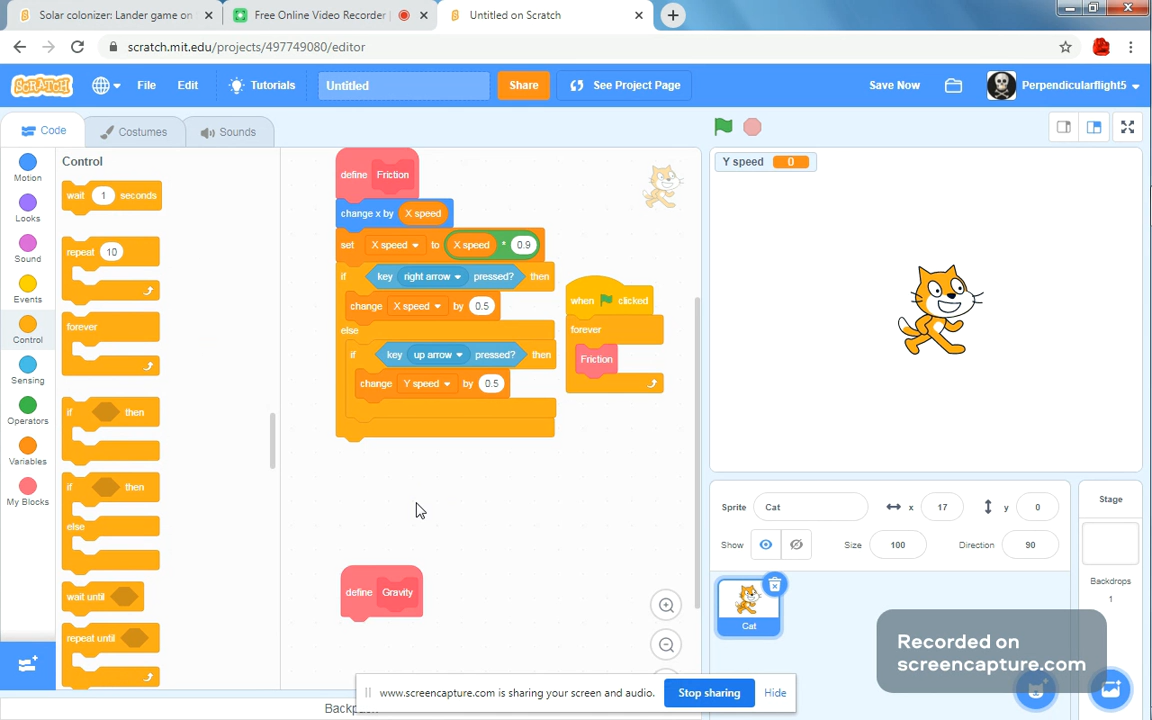 Solar colonizer: Lander game on
Free Online Video Recorder
Untitled on Scratch
scratch.mit.edu/projects/497749080/editor
SCRATCH
File
Edit
Tutorials
Untitled
Share
See Project Page
Save Now
Perpendicularflight5
Code
Costumes
Sounds
Motion
Looks
Sound
Events
Control
Sensing
Operators
Variables
My Blocks
Control
wait 1 seconds
repeat 10
forever
if then
if then
else
wait until
repeat until
define Friction
change x by X speed
set X speed to X speed * 0.9
if key right arrow pressed? then
change X speed by 0.5
else
if key up arrow pressed? then
change Y speed by 0.5
when clicked
forever
Friction
define Gravity
Y speed 0
Sprite Cat x 17 y 0
Show Size 100 Direction 90
Cat
Stage
Backdrops
1
Recorded on
screencapture.com
www.screencapture.com is sharing your screen and audio. Stop sharing Hide